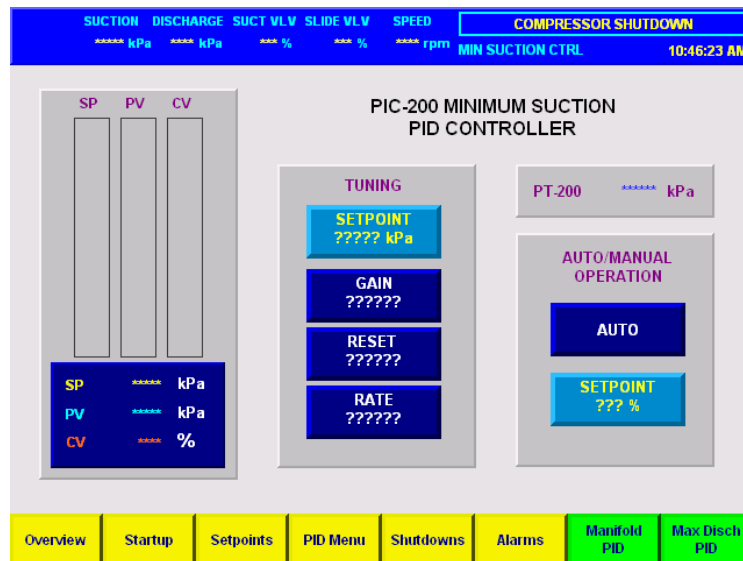 SUCTION DISCHARGE SUCT VLV SLIDE VLV SPEED
***** kPa **** kPa *** % *** % **** rpm
COMPRESSOR SHUTDOWN
MIN SUCTION CTRL 10:46:23 AM
SP PV CV
PIC-200 MINIMUM SUCTION
PID CONTROLLER
TUNING
SETPOINT
????? kPa
GAIN
??????
RESET
??????
RATE
??????
PT-200 ****** kPa
AUTO/MANUAL
OPERATION
AUTO
SETPOINT
??? %
SP ***** kPa
PV ***** kPa
CV **** %
Overview Startup Setpoints PID Menu Shutdowns Alarms Manifold PID Max Disch PID